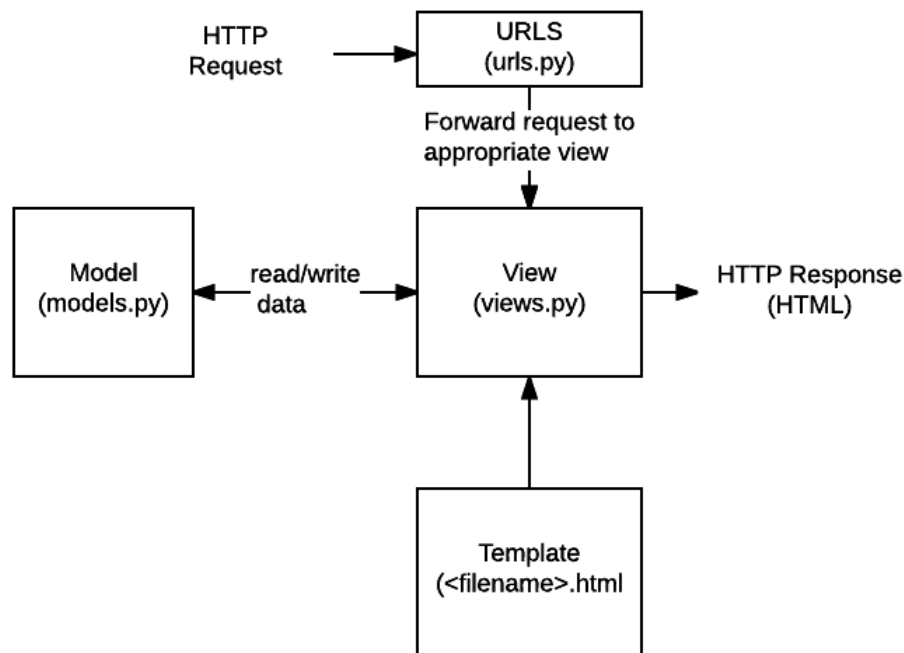 HTTP
Request
URLS
(urls.py)
Forward request to
appropriate view
Model
(models.py)
read/write
data
View
(views.py)
HTTP Response
(HTML)
Template
(<filename>.html